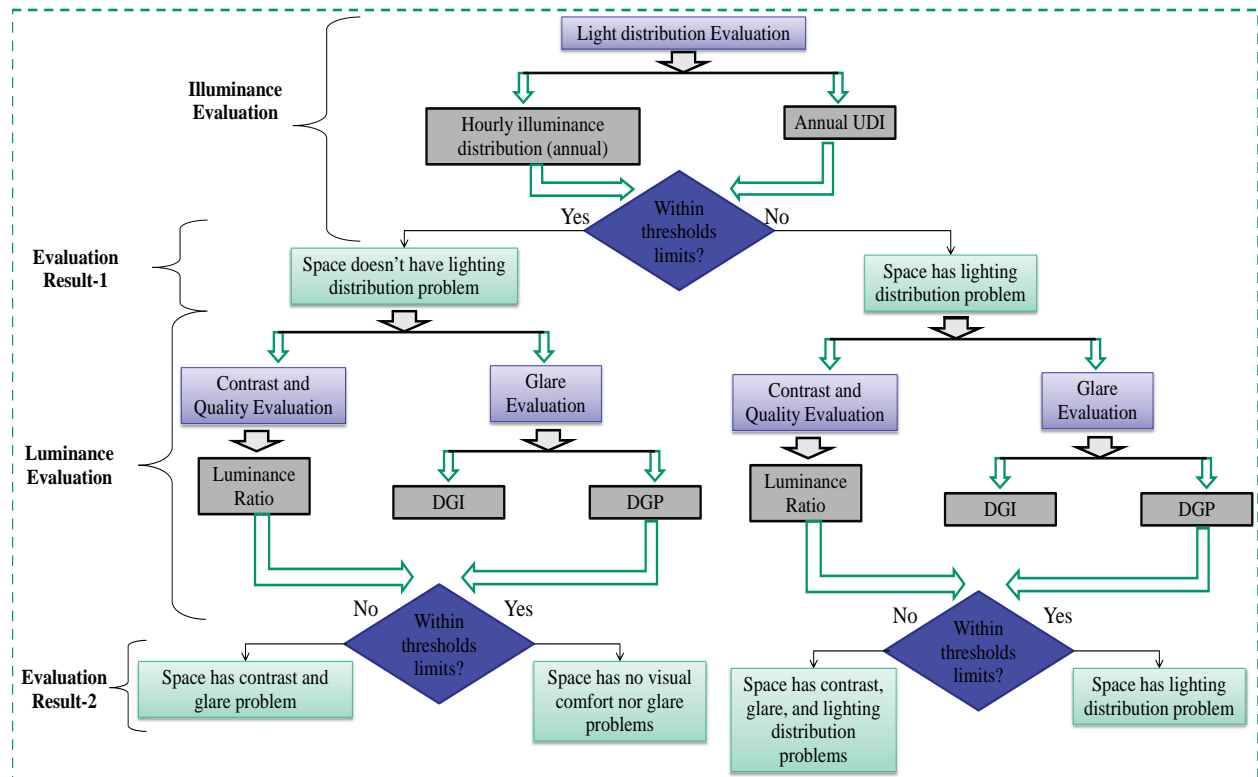 Light distribution Evaluation
Illuminance
Evaluation
Hourly illuminance
distribution (annual)
Annual UDI
Yes
Within
thresholds
limits?
No
Evaluation
Result-1
Space doesn't have lighting
distribution problem
Space has lighting
distribution problem
Luminance
Evaluation
Contrast and
Quality Evaluation
Glare
Evaluation
Contrast and
Quality Evaluation
Glare
Evaluation
Luminance
Ratio
DGI
DGP
Luminance
Ratio
DGI
DGP
No
Within
thresholds
limits?
Yes
No
Within
thresholds
limits?
Yes
Evaluation
Result-2
Space has contrast and
glare problem
Space has no visual
comfort nor glare
problems
Space has contrast,
glare, and lighting
distribution
problems
Space has lighting
distribution problem